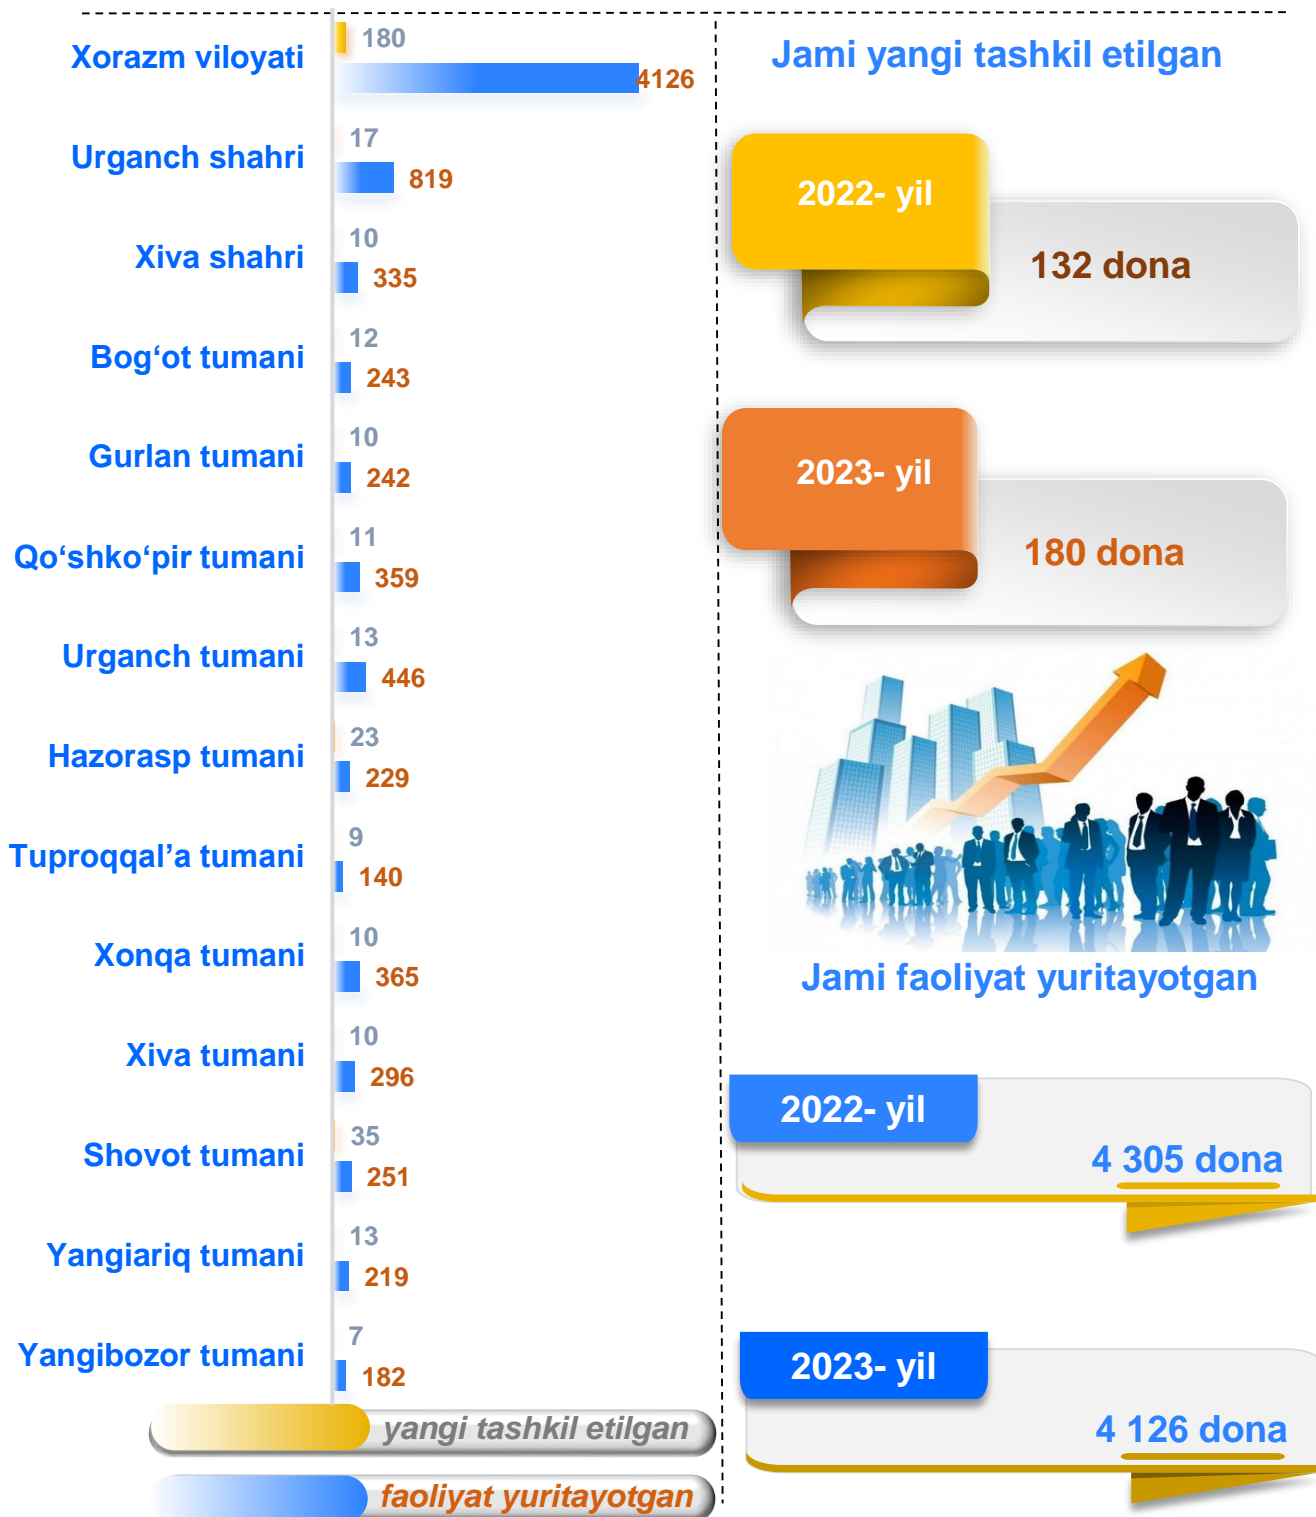 Xorazm viloyati
180
4126
Urganch shahri
17
819
Xiva shahri
10
335
Bog‘ot tumani
12
243
Gurlan tumani
10
242
Qo‘shko‘pir tumani
11
359
Urganch tumani
13
446
Hazorasp tumani
23
229
Tuproqqal’a tumani
9
140
Xonqa tumani
10
365
Xiva tumani
10
296
Shovot tumani
35
251
Yangiariq tumani
13
219
Yangibozor tumani
7
182
yangi tashkil etilgan
faoliyat yuritayotgan
Jami yangi tashkil etilgan
2022- yil
132 dona
2023- yil
180 dona
Jami faoliyat yuritayotgan
2022- yil
4 305 dona
2023- yil
4 126 dona